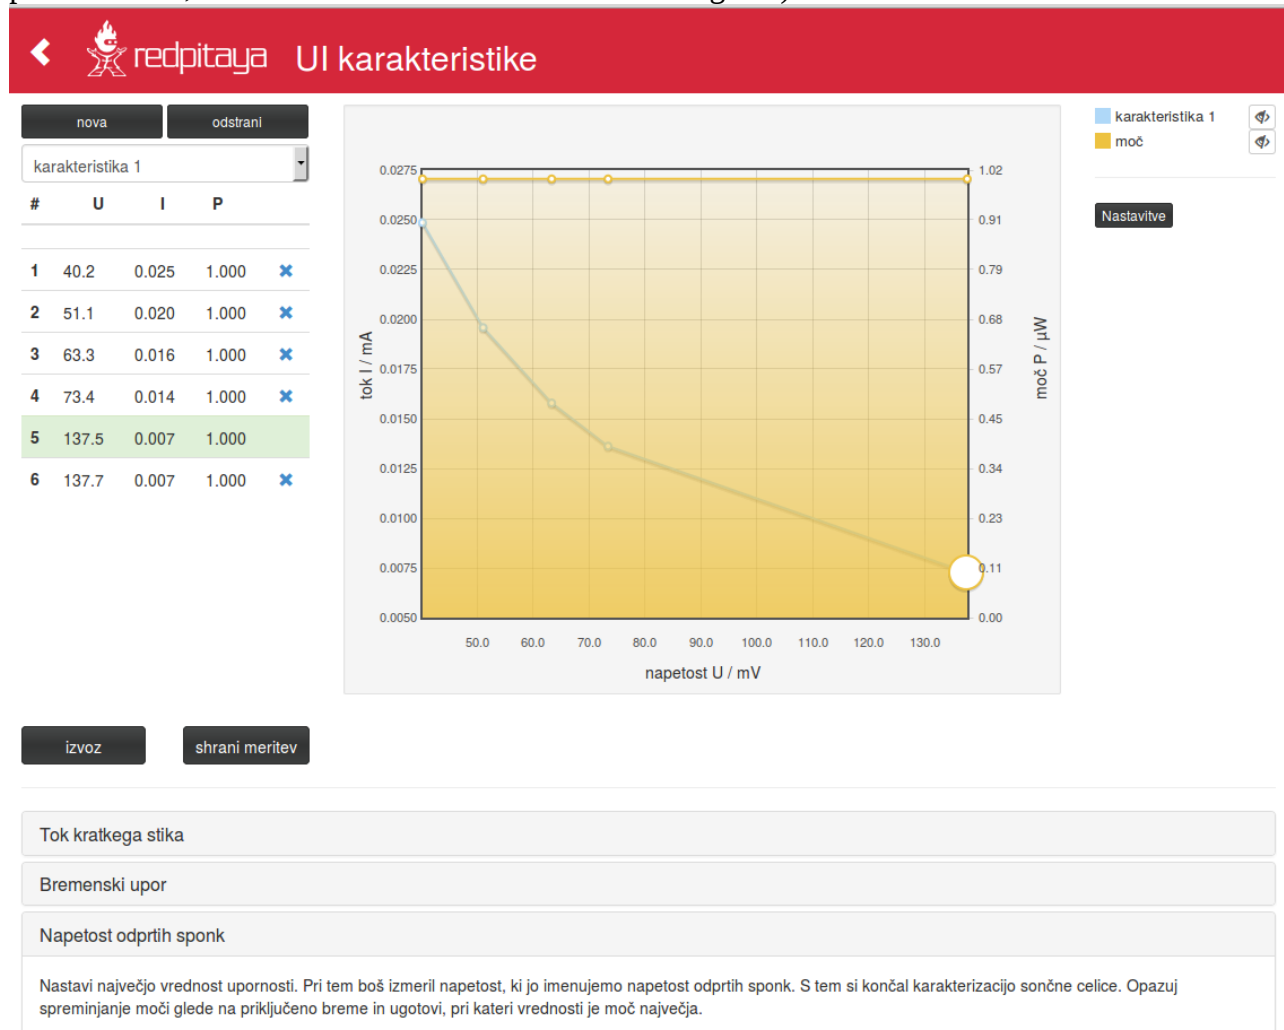 redpitaya UI karakteristike
nova odstrani
karakteristika 1
# U I P
1 40.2 0.025 1.000
2 51.1 0.020 1.000
3 63.3 0.016 1.000
4 73.4 0.014 1.000
5 137.5 0.007 1.000
6 137.7 0.007 1.000
tok I / mA
0.0275
0.0250
0.0225
0.0200
0.0175
0.0150
0.0125
0.0100
0.0075
0.0050
1.02
0.91
0.79
0.68
0.57
0.45
0.34
0.23
0.11
0.00
moč P / µW
50.0 60.0 70.0 80.0 90.0 100.0 110.0 120.0 130.0
napetost U / mV
karakteristika 1
moč
Nastavitve
izvoz shrani meritev
Tok kratkega stika
Bremenski upor
Napetost odprtih sponk
Nastavi največjo vrednost upornosti. Pri tem boš izmeril napetost, ki jo imenujemo napetost odprtih sponk. S tem si končal karakterizacijo sončne celice. Opazuj
spreminjanje moči glede na priključeno breme in ugotovi, pri kateri vrednosti je moč največja.